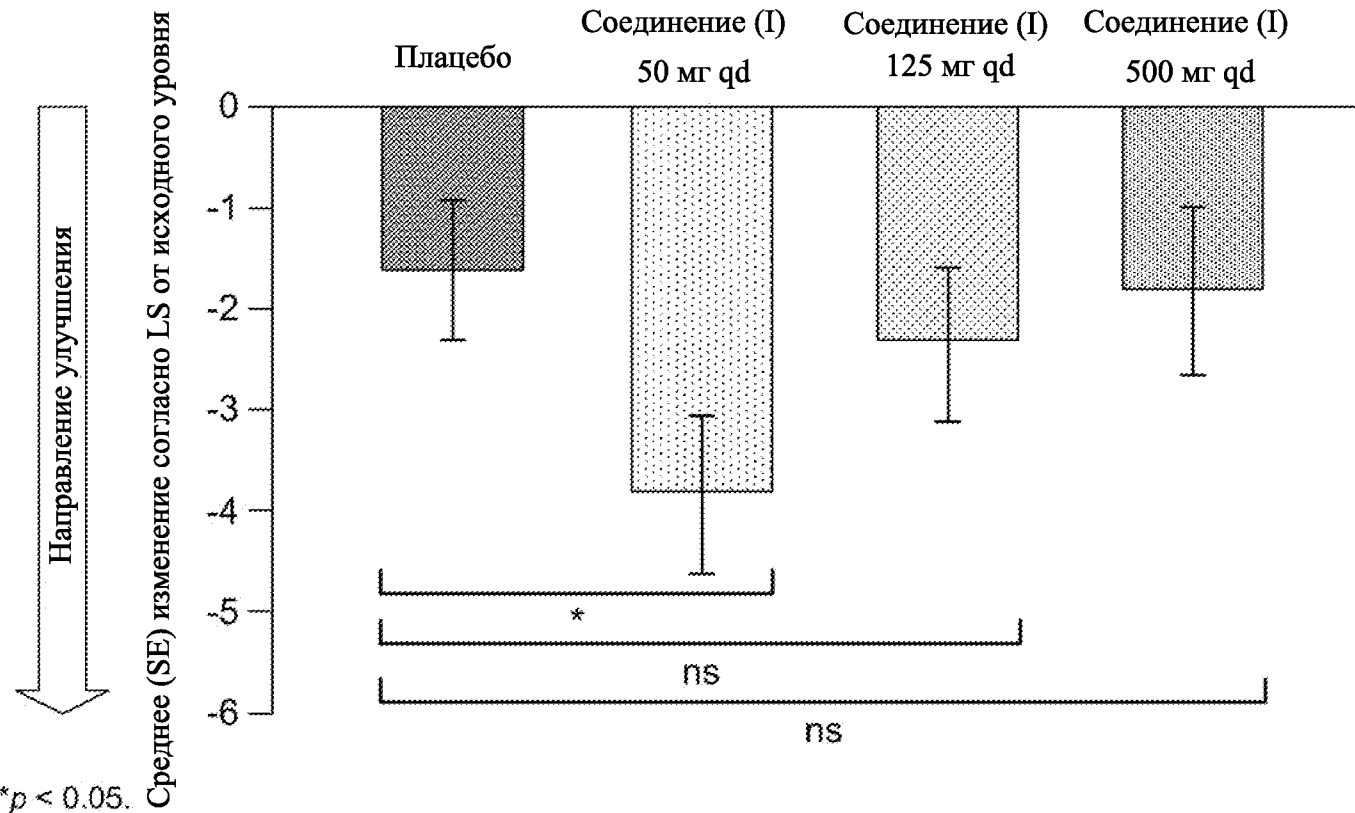 Плацебо
Соединение (I)
50 мг qd
Соединение (I)
125 мг qd
Соединение (I)
500 мг qd
Направление улучшения
Среднее (SE) изменение согласно LS от исходного уровня
0
-1
-2
-3
-4
-5
-6
*
ns
ns
*p < 0.05.